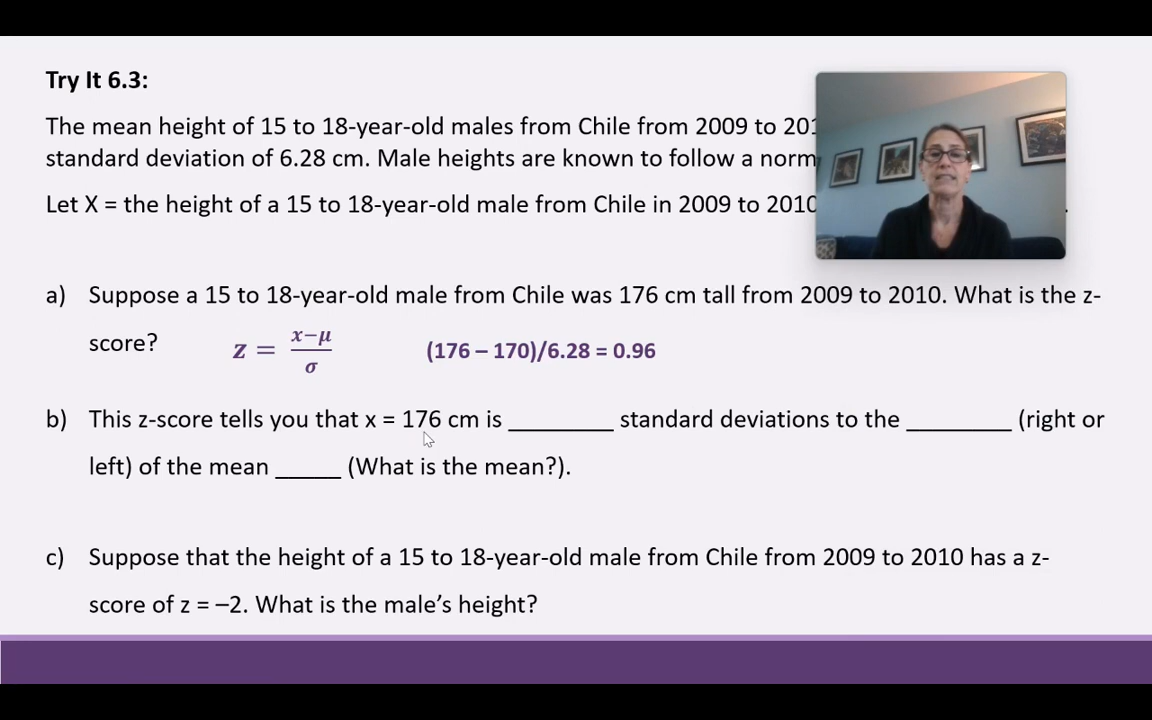 Try It 6.3:
The mean height of 15 to 18-year-old males from Chile from 2009 to
standard deviation of 6.28 cm. Male heights are known to follow a
Let X = the height of a 15 to 18-year-old male from Chile in 2009 to 2010
a) Suppose a 15 to 18-year-old male from Chile was 176 cm tall from 2009 to 2010. What is the z-
score? z = (x−μ)/σ (176 – 170)/6.28 = 0.96
b) This z-score tells you that x = 176 cm is ________ standard deviations to the ________ (right or
left) of the mean _____ (What is the mean?).
c) Suppose that the height of a 15 to 18-year-old male from Chile from 2009 to 2010 has a z-
score of z = –2. What is the male’s height?